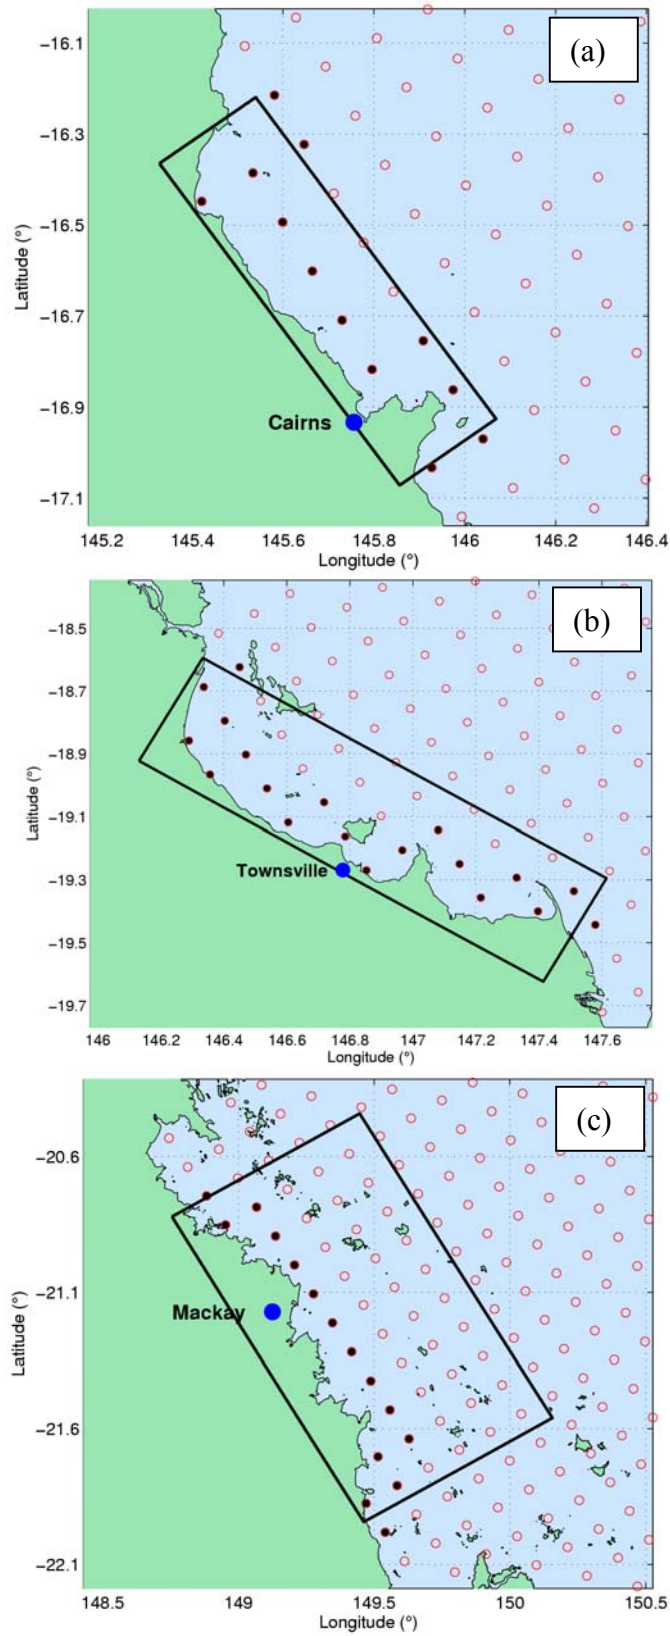 (a)
−16.1
−16.3
−16.5
−16.7
−16.9
−17.1
Latitude (°)
Cairns
145.2 145.4 145.6 145.8 146 146.2 146.4
Longitude (°)
(b)
−18.5
−18.7
−18.9
−19.1
−19.3
−19.5
−19.7
Latitude (°)
Townsville
146 146.2 146.4 146.6 146.8 147 147.2 147.4 147.6
Longitude (°)
(c)
−20.6
−21.1
−21.6
−22.1
Latitude (°)
Mackay
148.5 149 149.5 150 150.5
Longitude (°)